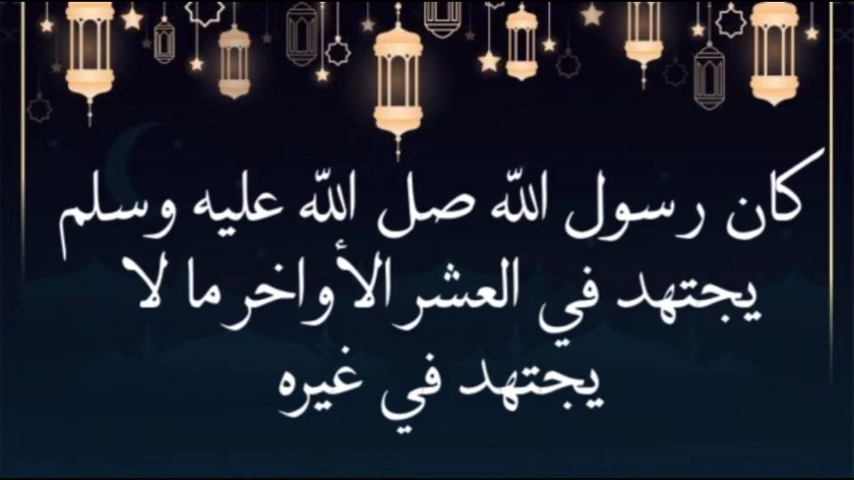 كان رسول الله صل الله عليه وسلم
يجتهد في العشر الأواخر ما لا
يجتهد في غيره